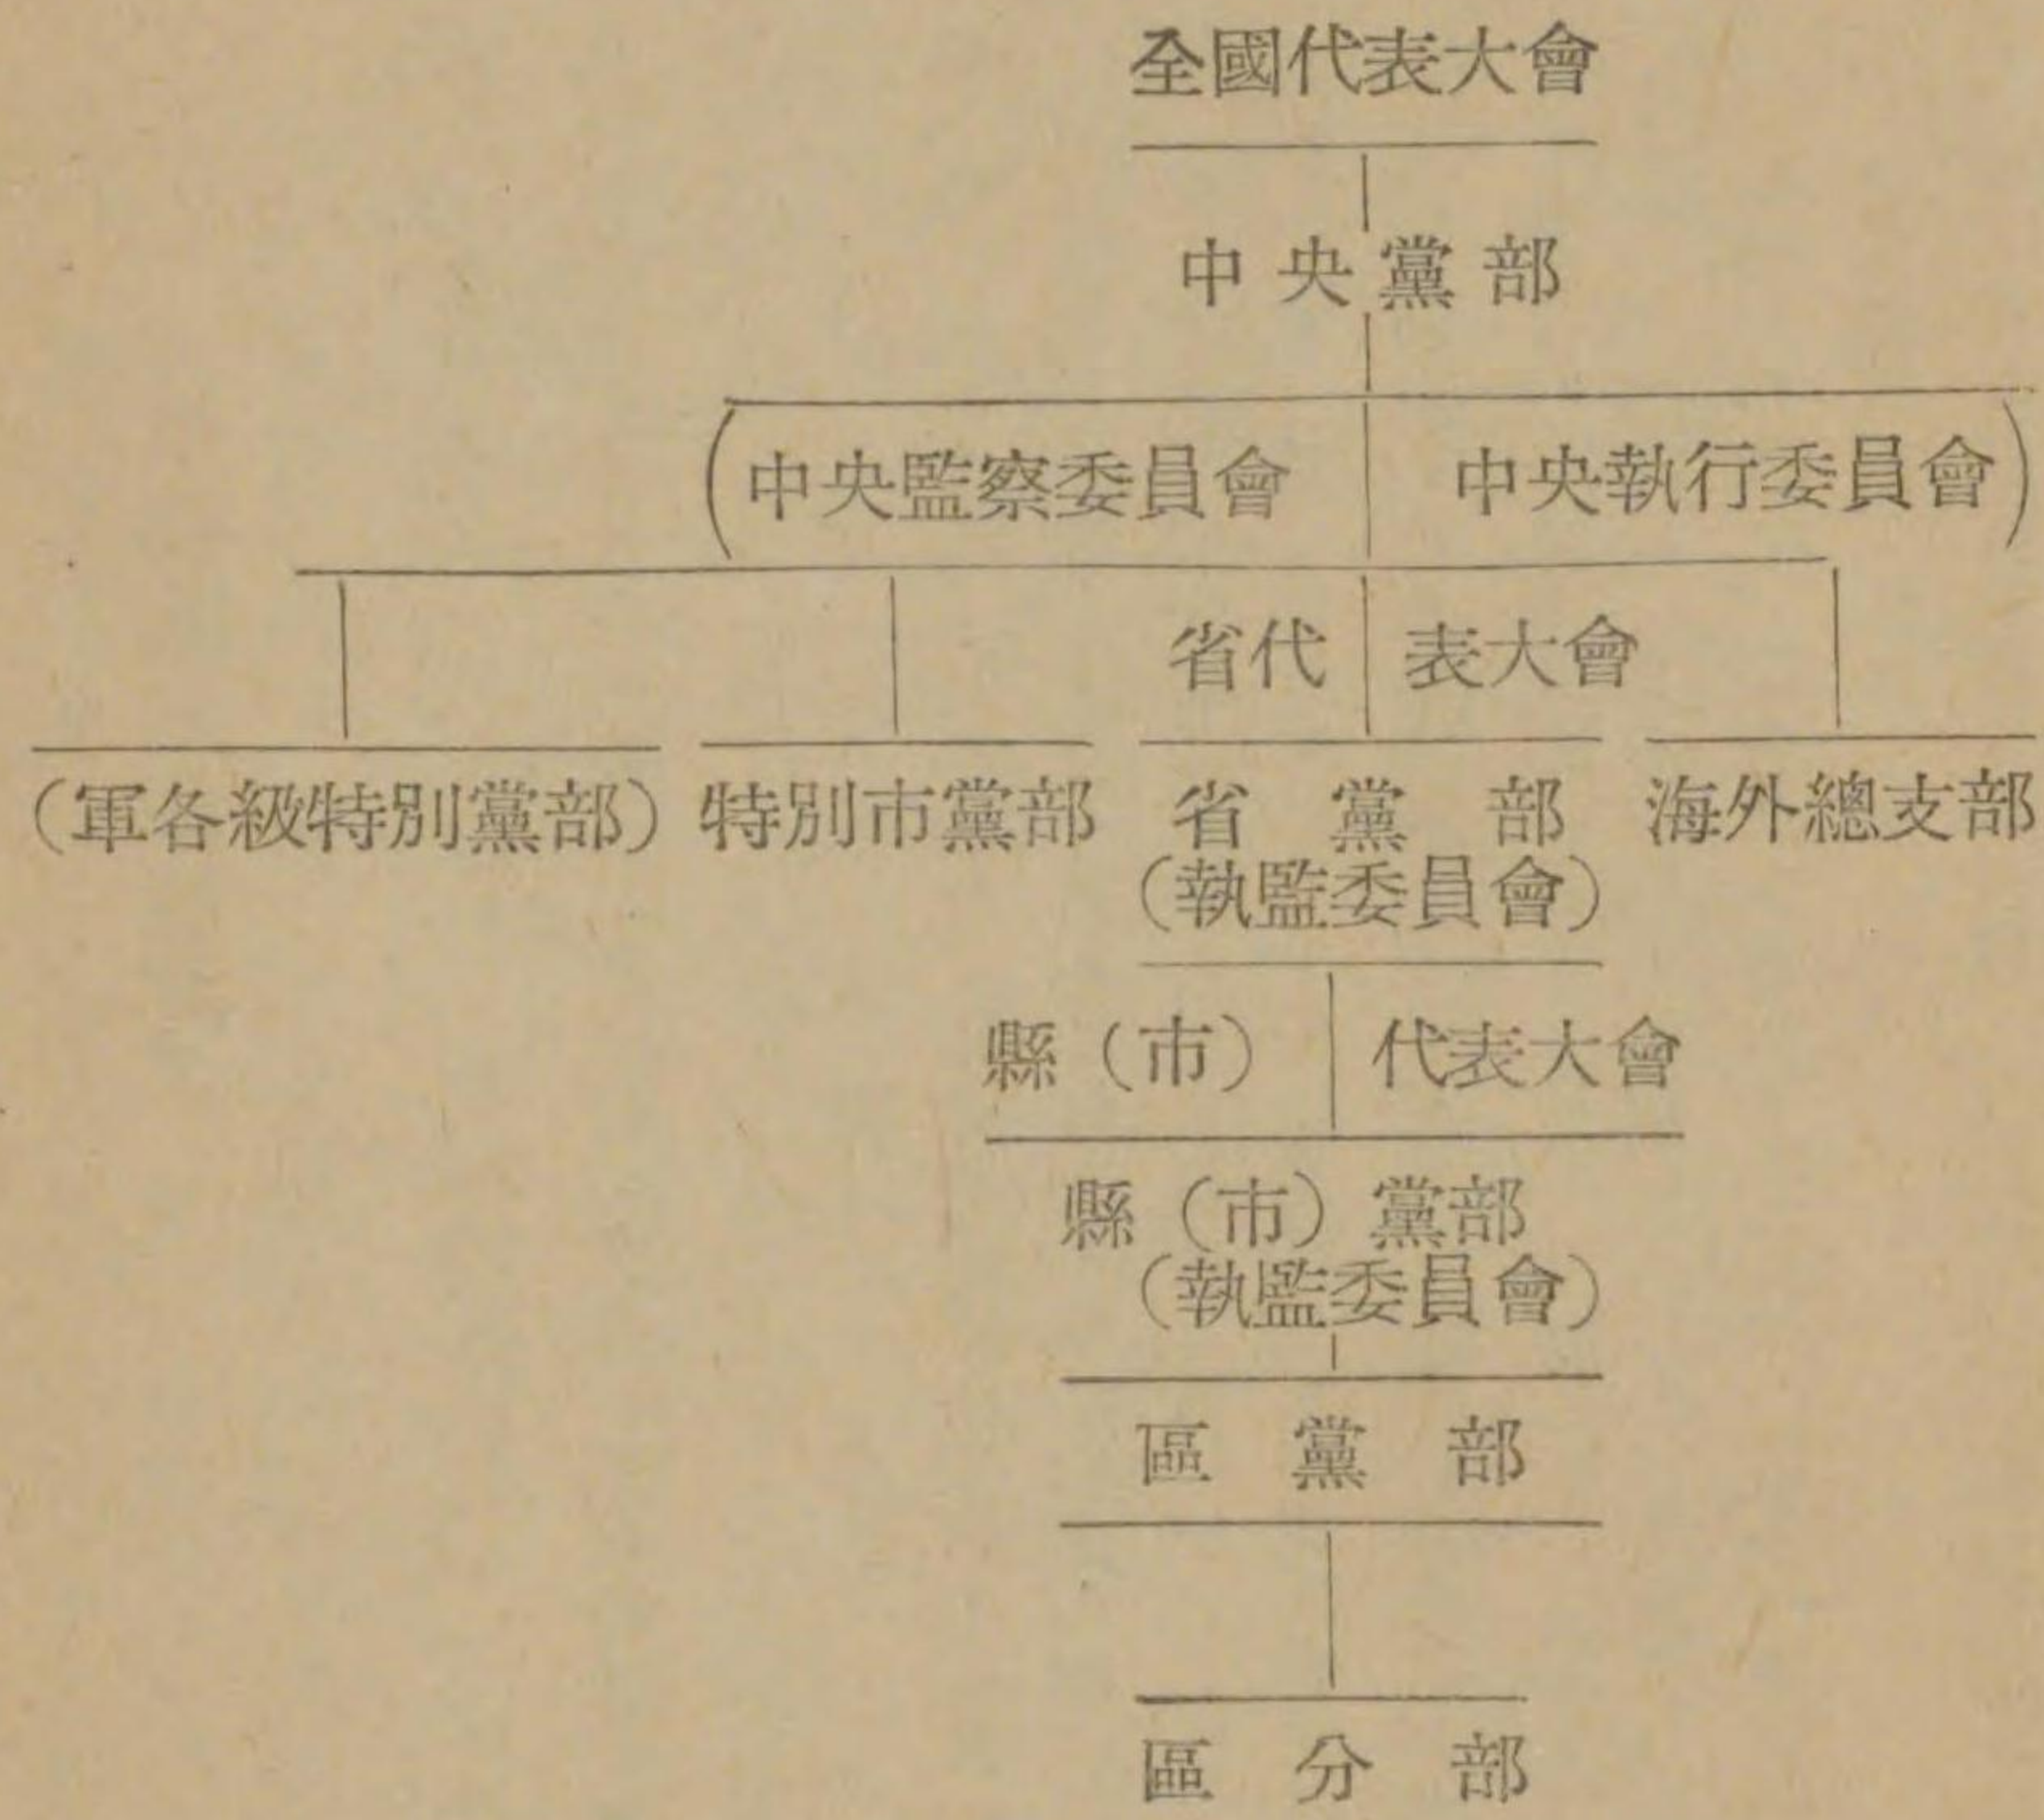 全國代表大會
中央黨部
(中央監察委員會 中央執行委員會)
省代表大會
(軍各級特別黨部) 特別市黨部 省黨部 海外總支部
(執監委員會)
縣(市) 代表大會
縣(市)黨部
(執監委員會)
區黨部
區分部